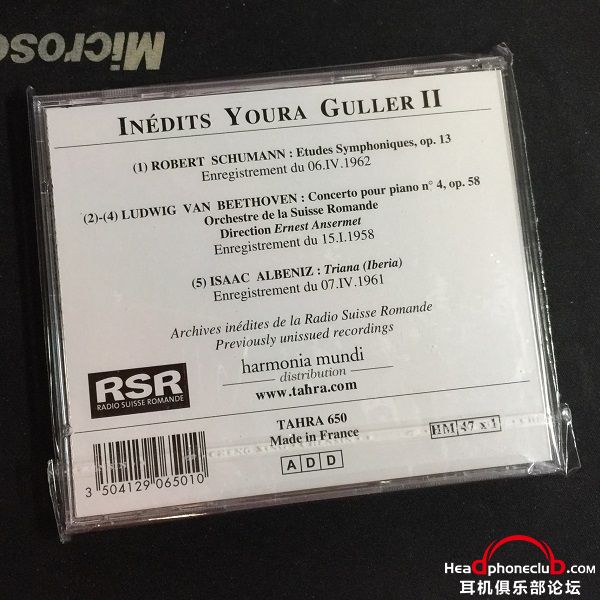 Microso
INÉDITS YOURA GULLER II
(1) ROBERT SCHUMANN : Etudes Symphoniques, op. 13
Enregistrement du 06.IV.1962
(2)-(4) LUDWIG VAN BEETHOVEN : Concerto pour piano n° 4, op. 58
Orchestre de la Suisse Romande
Direction Ernest Ansermet
Enregistrement du 15.I.1958
(5) ISAAC ALBENIZ : Triana (Iberia)
Enregistrement du 07.IV.1961
Archives inédites de la Radio Suisse Romande
Previously unissued recordings
harmonia mundi
distribution
www.tahra.com
RSR
RADIO SUISSE ROMANDE
TAHRA 650
Made in France
HM 47 x 1
ADD
3 504129 065010
Headphoneclub.com
耳机俱乐部论坛